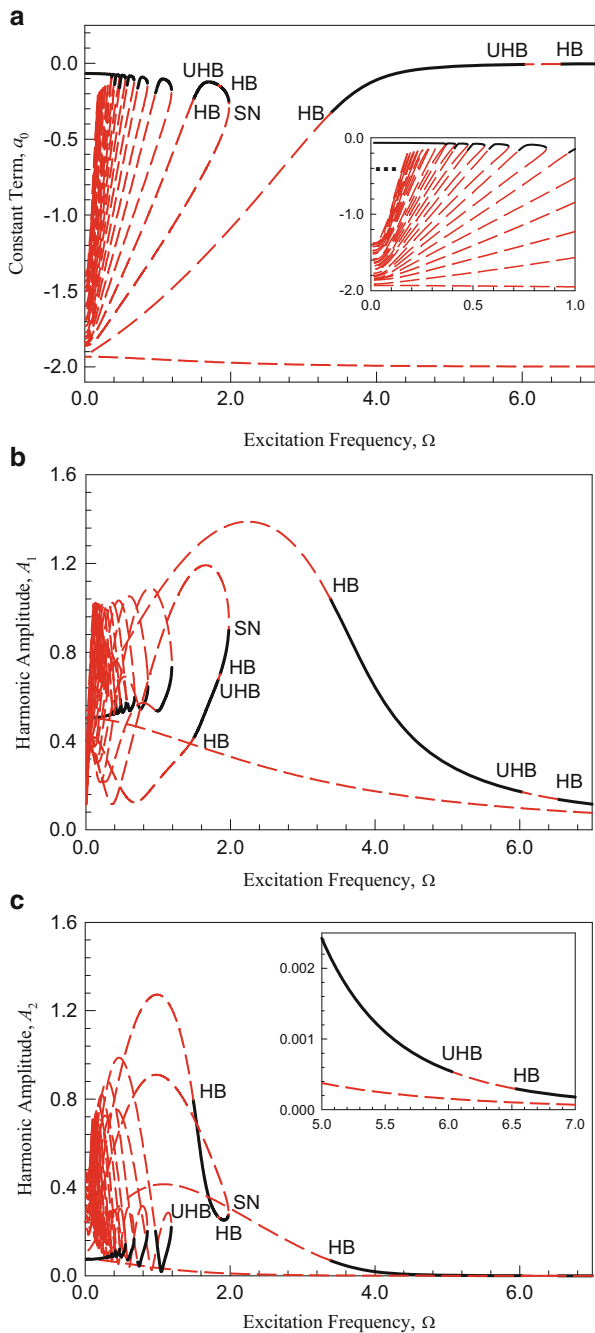 a
0.0
-0.5
-1.0
-1.5
-2.0
Constant Term, a0
UHB
HB
HB
SN
HB
UHB
HB
0.0
-1.0
-2.0
0.0
0.5
1.0
0.0
2.0
4.0
6.0
Excitation Frequency, Ω
b
1.6
1.2
0.8
0.4
0.0
Harmonic Amplitude, A1
HB
SN
HB
UHB
HB
UHB
HB
0.0
2.0
4.0
6.0
Excitation Frequency, Ω
c
1.6
1.2
0.8
0.4
0.0
Harmonic Amplitude, A2
HB
UHB
SN
HB
HB
0.002
0.001
0.000
UHB
HB
5.0
5.5
6.0
6.5
7.0
0.0
2.0
4.0
6.0
Excitation Frequency, Ω